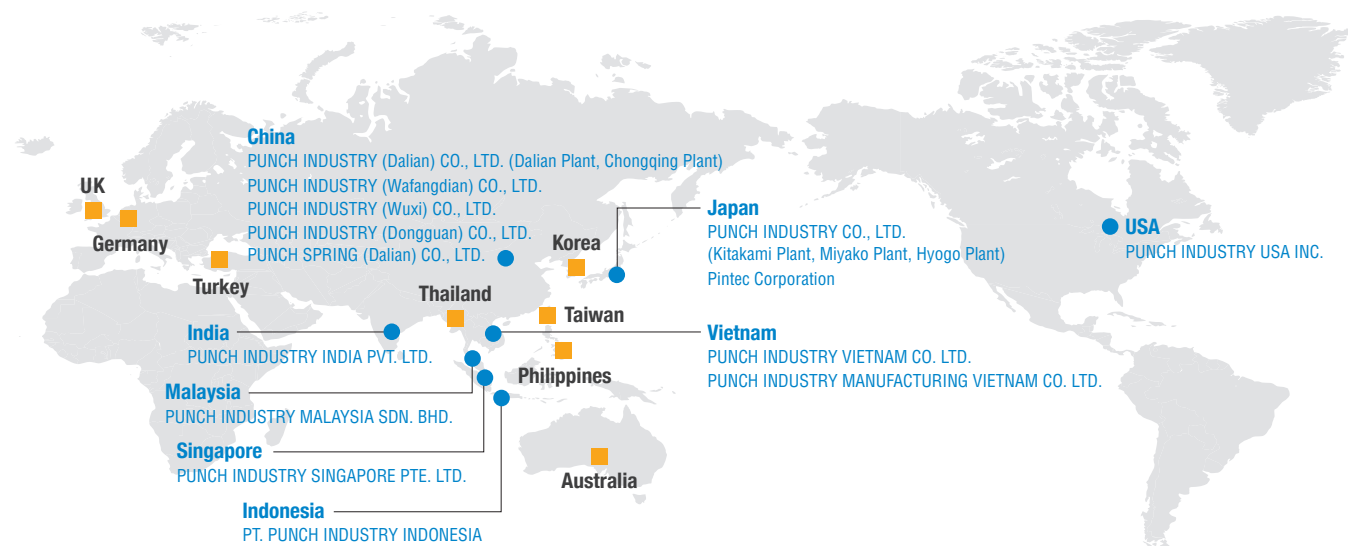 China
PUNCH INDUSTRY (Dalian) CO., LTD. (Dalian Plant, Chongqing Plant)
PUNCH INDUSTRY (Wafangdian) CO., LTD.
PUNCH INDUSTRY (Wuxi) CO., LTD.
PUNCH INDUSTRY (Dongguan) CO., LTD.
PUNCH SPRING (Dalian) CO., LTD.
UK
Germany
Turkey
Korea
Japan
PUNCH INDUSTRY CO., LTD.
(Kitakami Plant, Miyako Plant, Hyogo Plant)
Pintec Corporation
USA
PUNCH INDUSTRY USA INC.
Thailand
Taiwan
India
PUNCH INDUSTRY INDIA PVT. LTD.
Vietnam
PUNCH INDUSTRY VIETNAM CO. LTD.
PUNCH INDUSTRY MANUFACTURING VIETNAM CO. LTD.
Philippines
Malaysia
PUNCH INDUSTRY MALAYSIA SDN. BHD.
Singapore
PUNCH INDUSTRY SINGAPORE PTE. LTD.
Australia
Indonesia
PT. PUNCH INDUSTRY INDONESIA